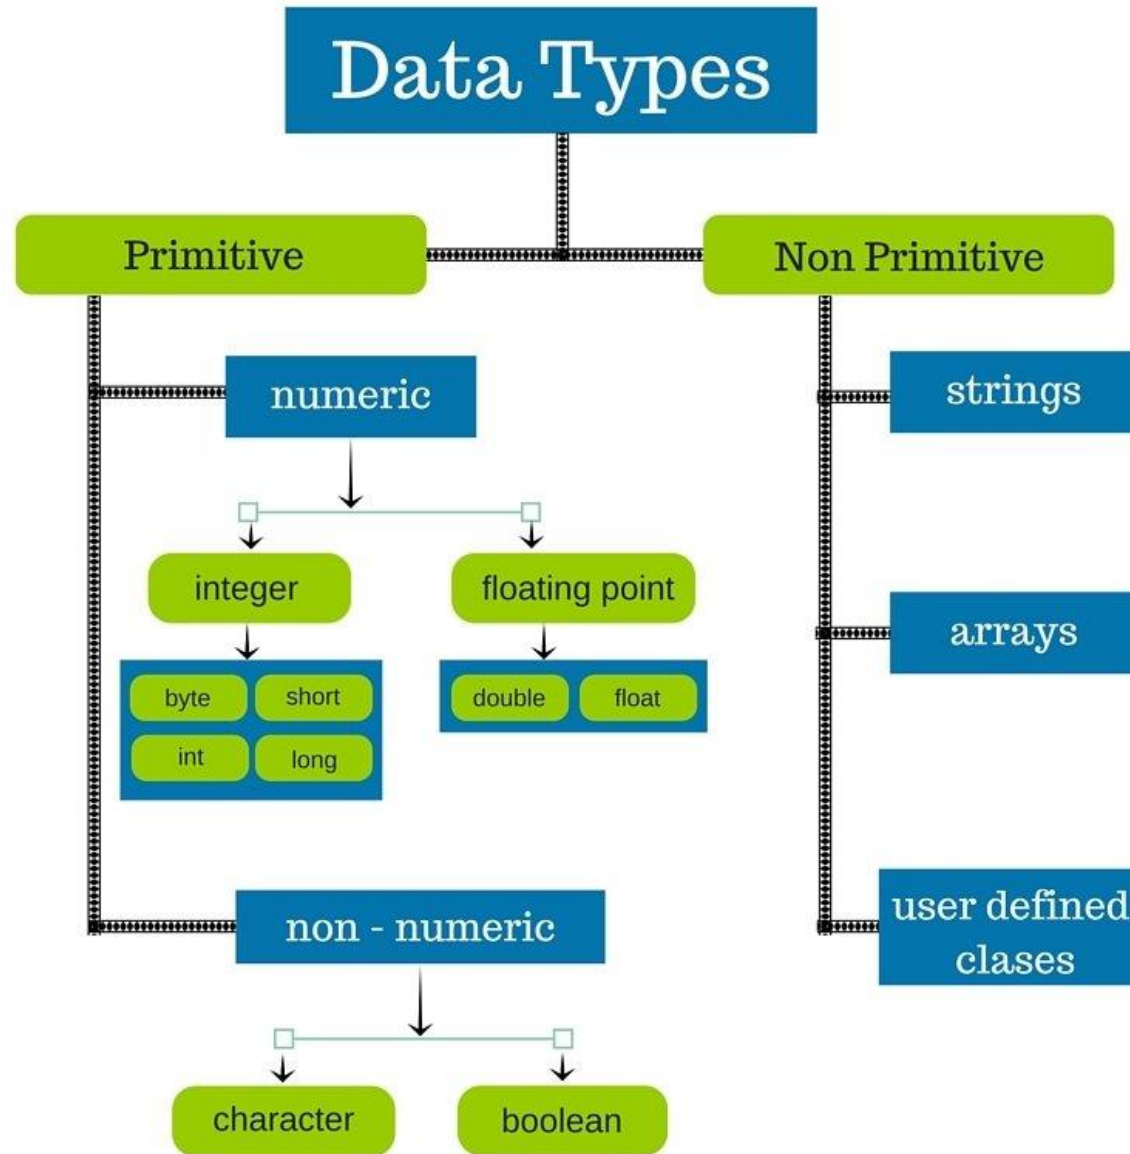 Data Types
Primitive
Non Primitive
numeric
strings
integer
floating point
arrays
byte
short
double
float
int
long
non - numeric
user defined
clases
character
boolean